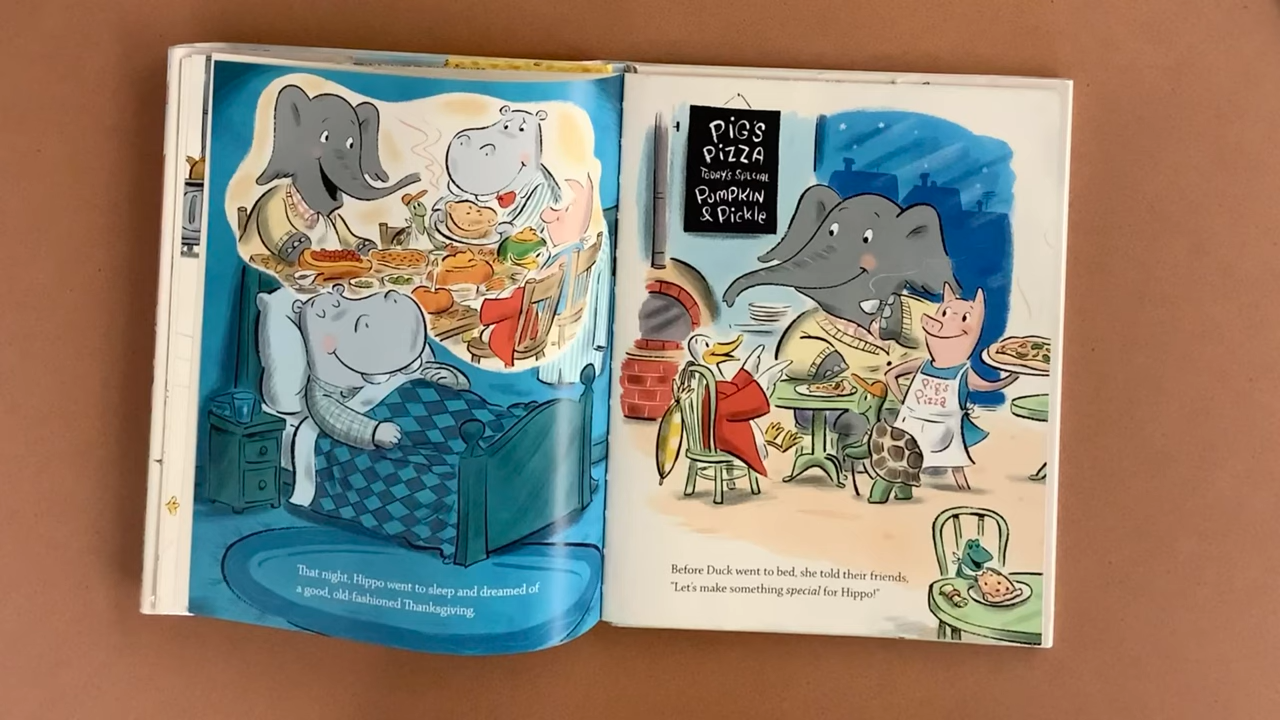 That night, Hippo went to sleep and dreamed of
a good, old-fashioned Thanksgiving.
PiG'S
PiZZA
TODAY'S SPECiAL
PUMPKiN
& PickLe
Pig's
Pizza
Before Duck went to bed, she told their friends,
"Let's make something special for Hippo!"